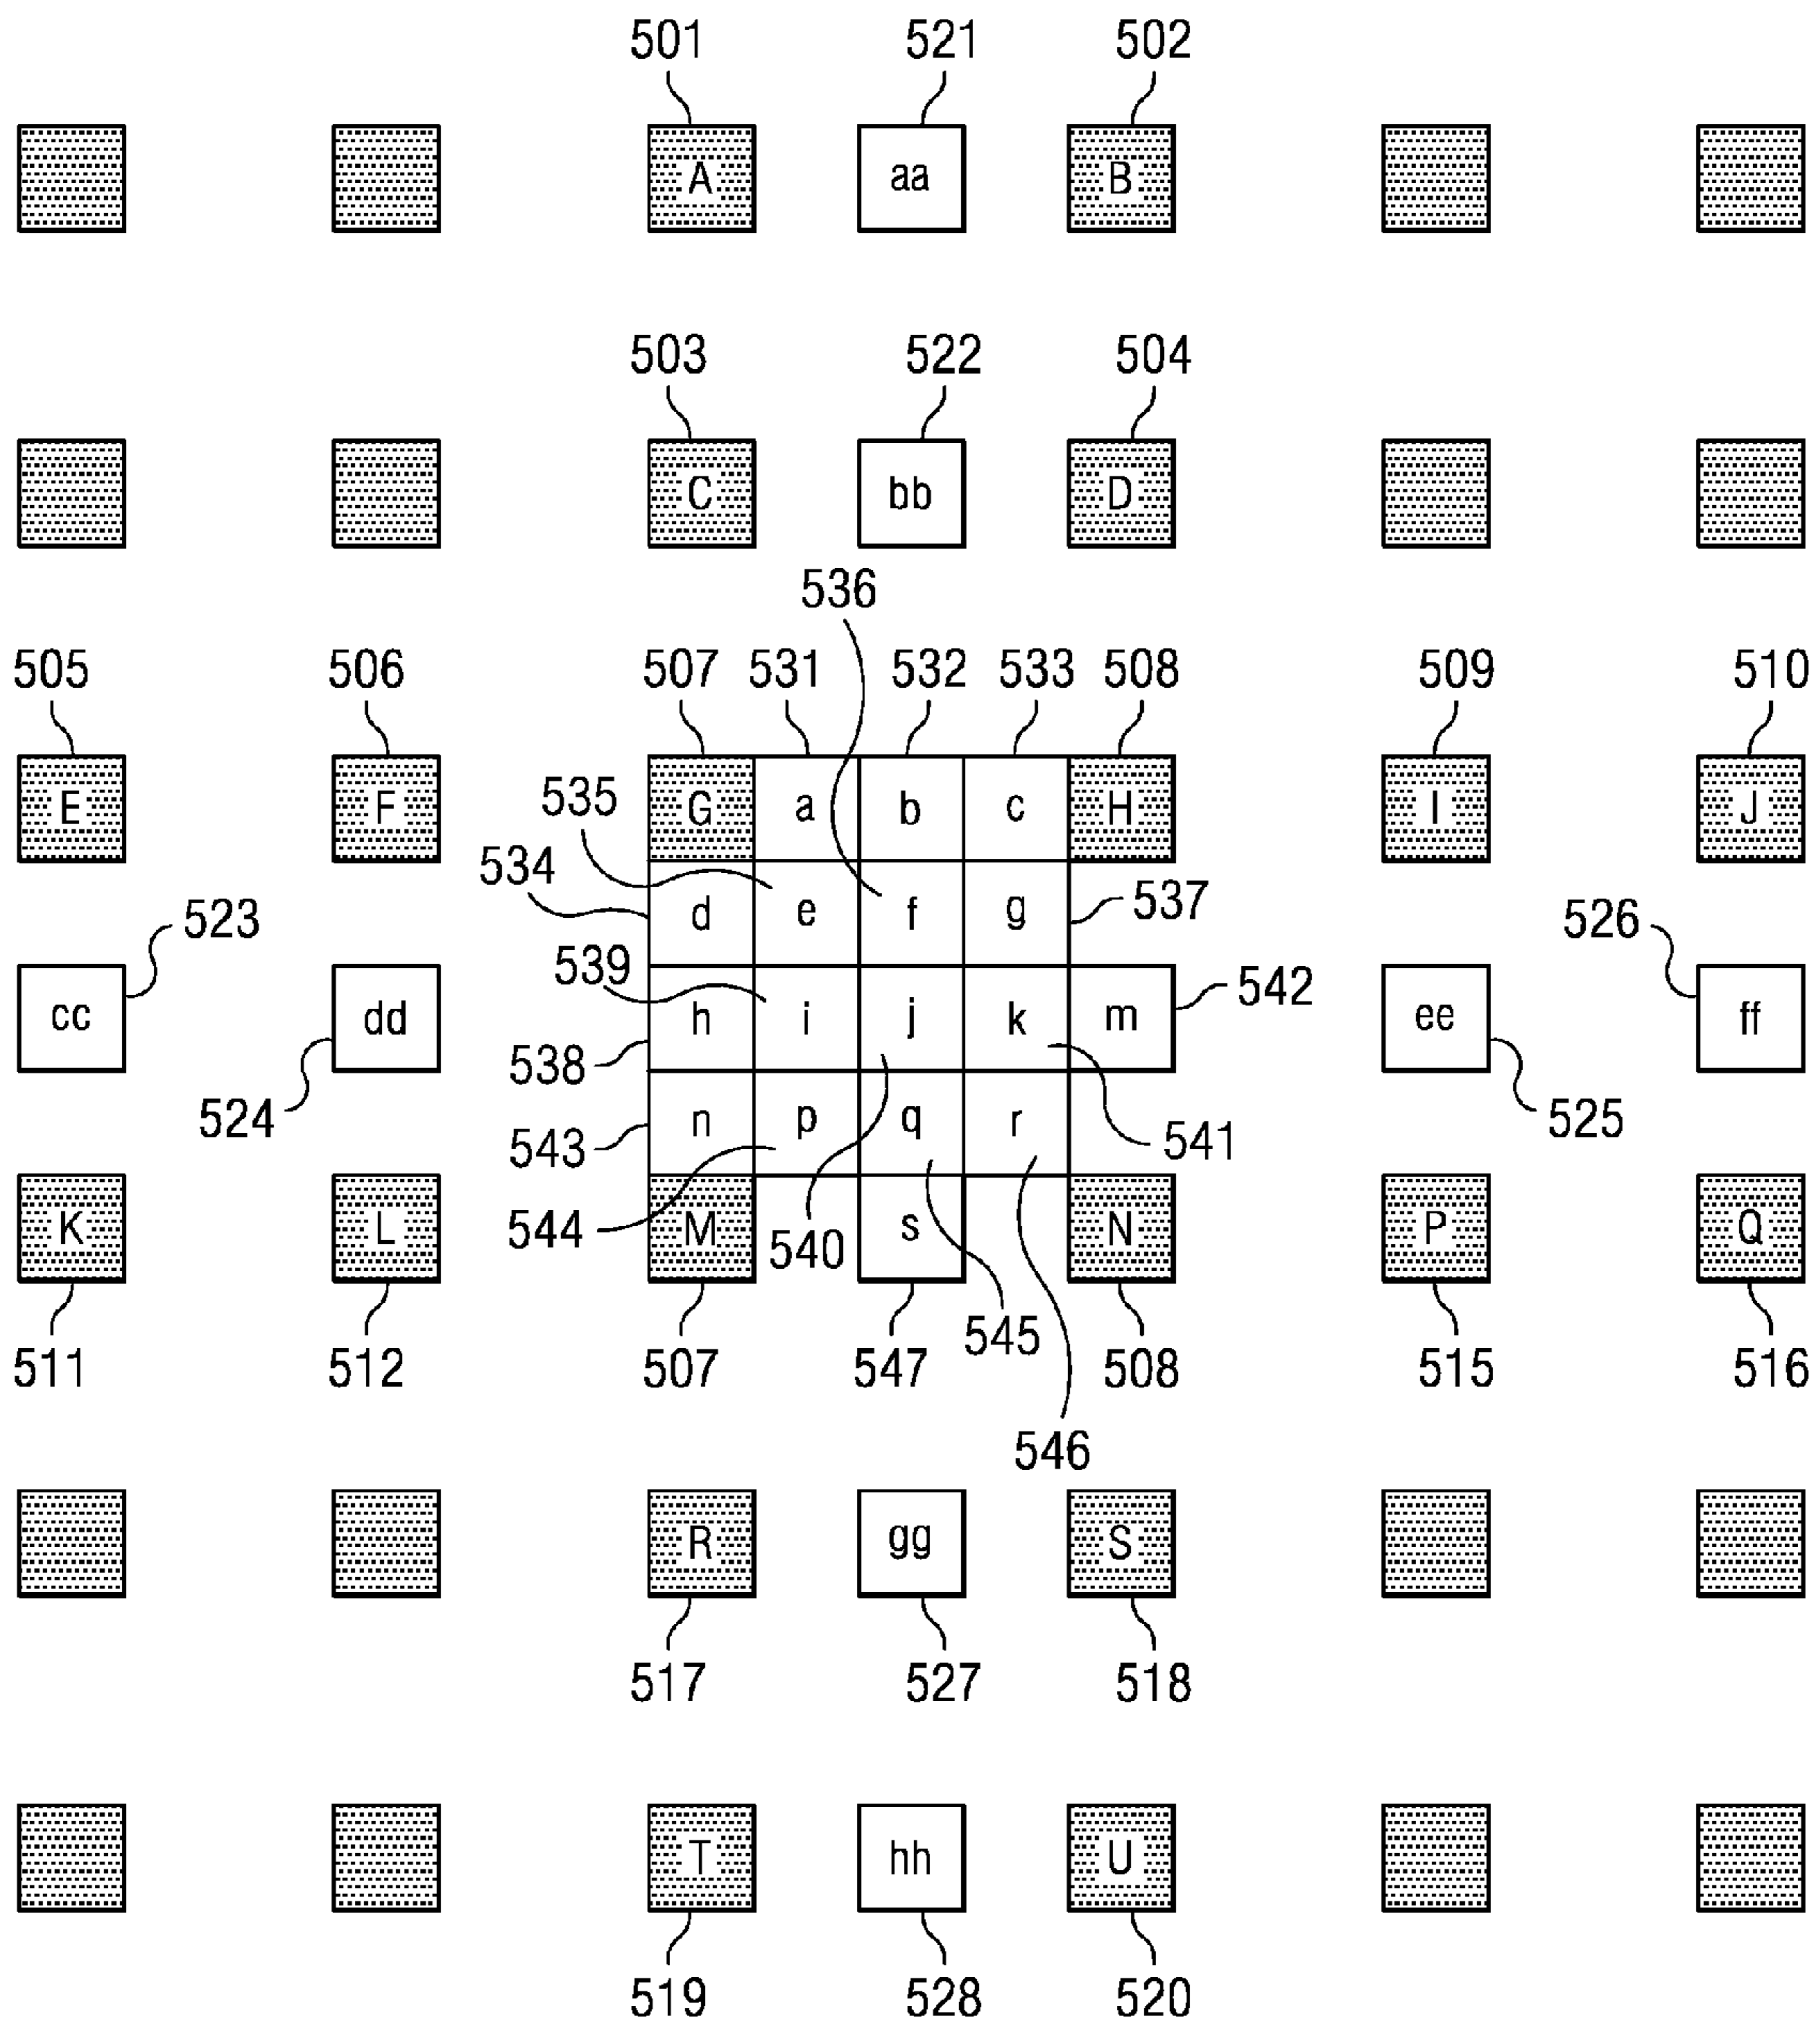 501 521 502
A aa B
503 522 504
C bb D
536
505 506 507 531 532 533 508 509 510
E F G a b c H I J
535
534 d e f g 537
523 539 526
cc dd h i j k m 542 ee ff
524 538 525
543 n p q r 541
K L 544 M 540 s N P Q
511 512 507 547 545 508 515 516
546
R gg S
517 527 518
T hh U
519 528 520